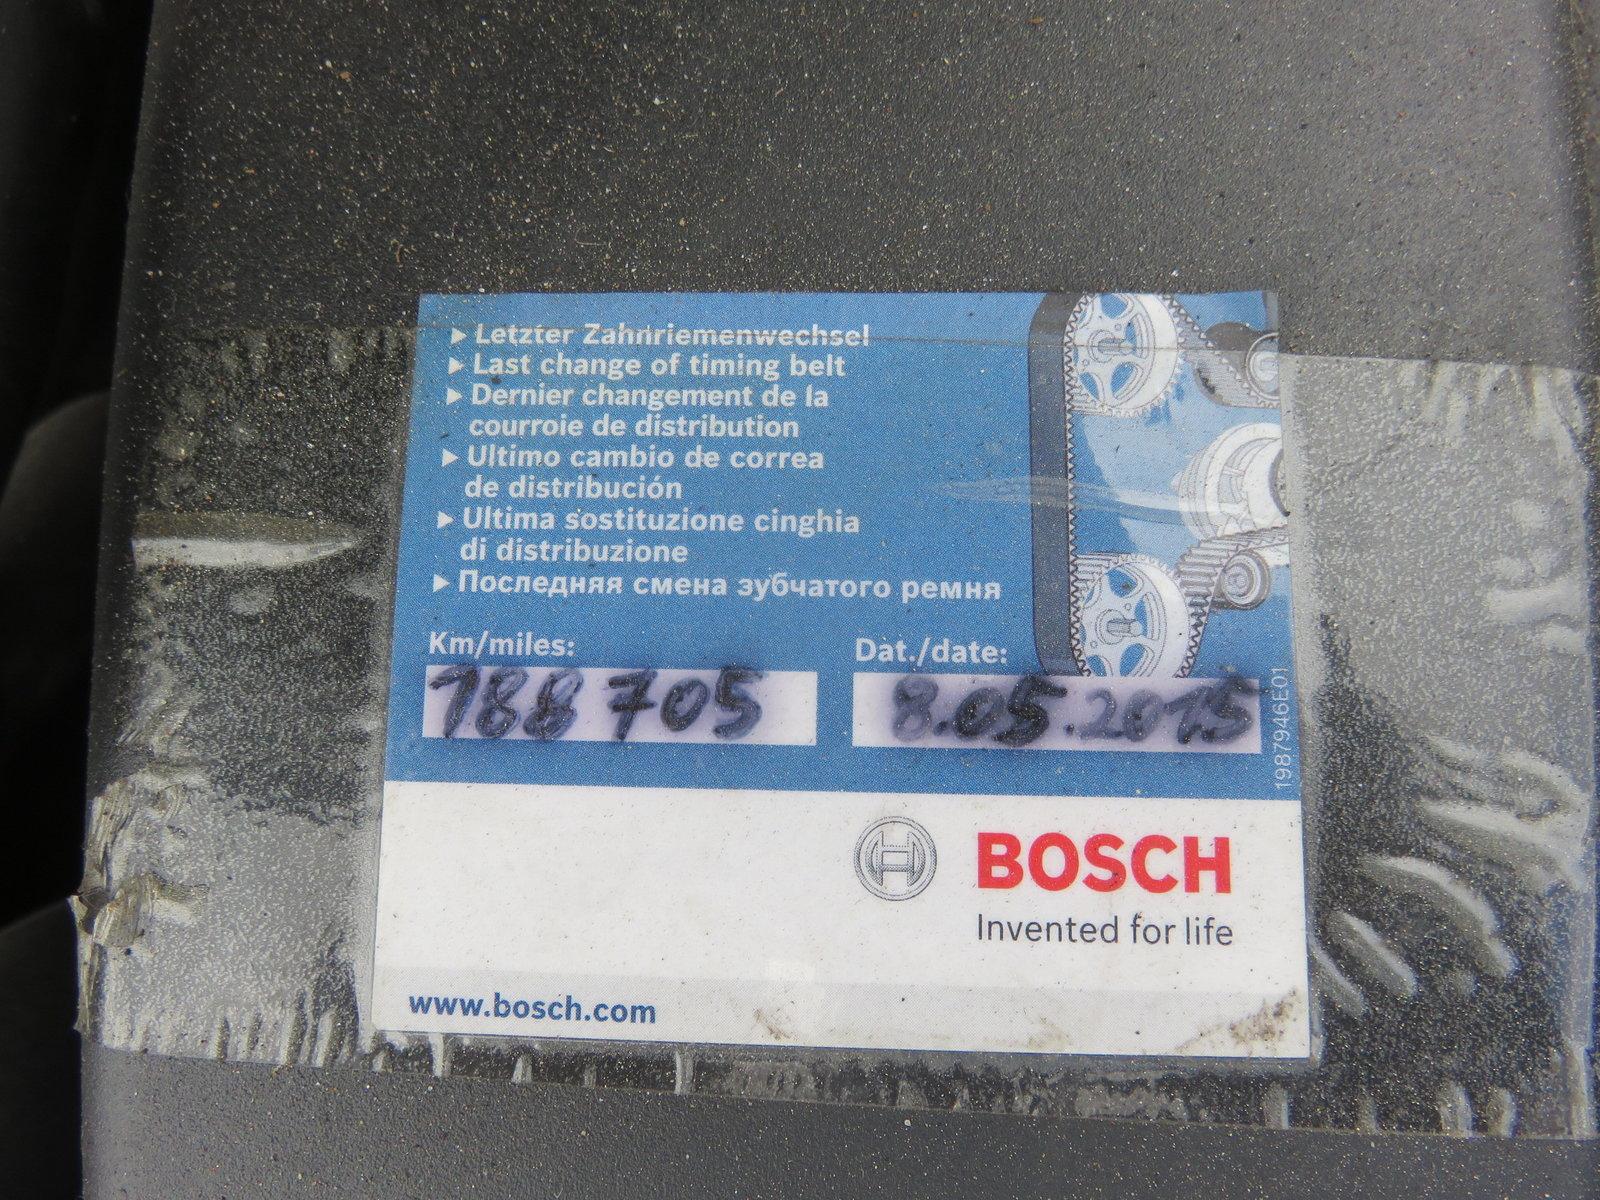 ▸ Letzter Zahnriemenwechsel
▸ Last change of timing belt
▸ Dernier changement de la
courroie de distribution
▸ Ultimo cambio de correa
de distribución
▸ Ultima sostituzione cinghia
di distribuzione
▸ Последняя смена зубчатого ремня
Km/miles:
188 705
Dat./date:
8.05.2015
1987946E01
BOSCH
Invented for life
www.bosch.com